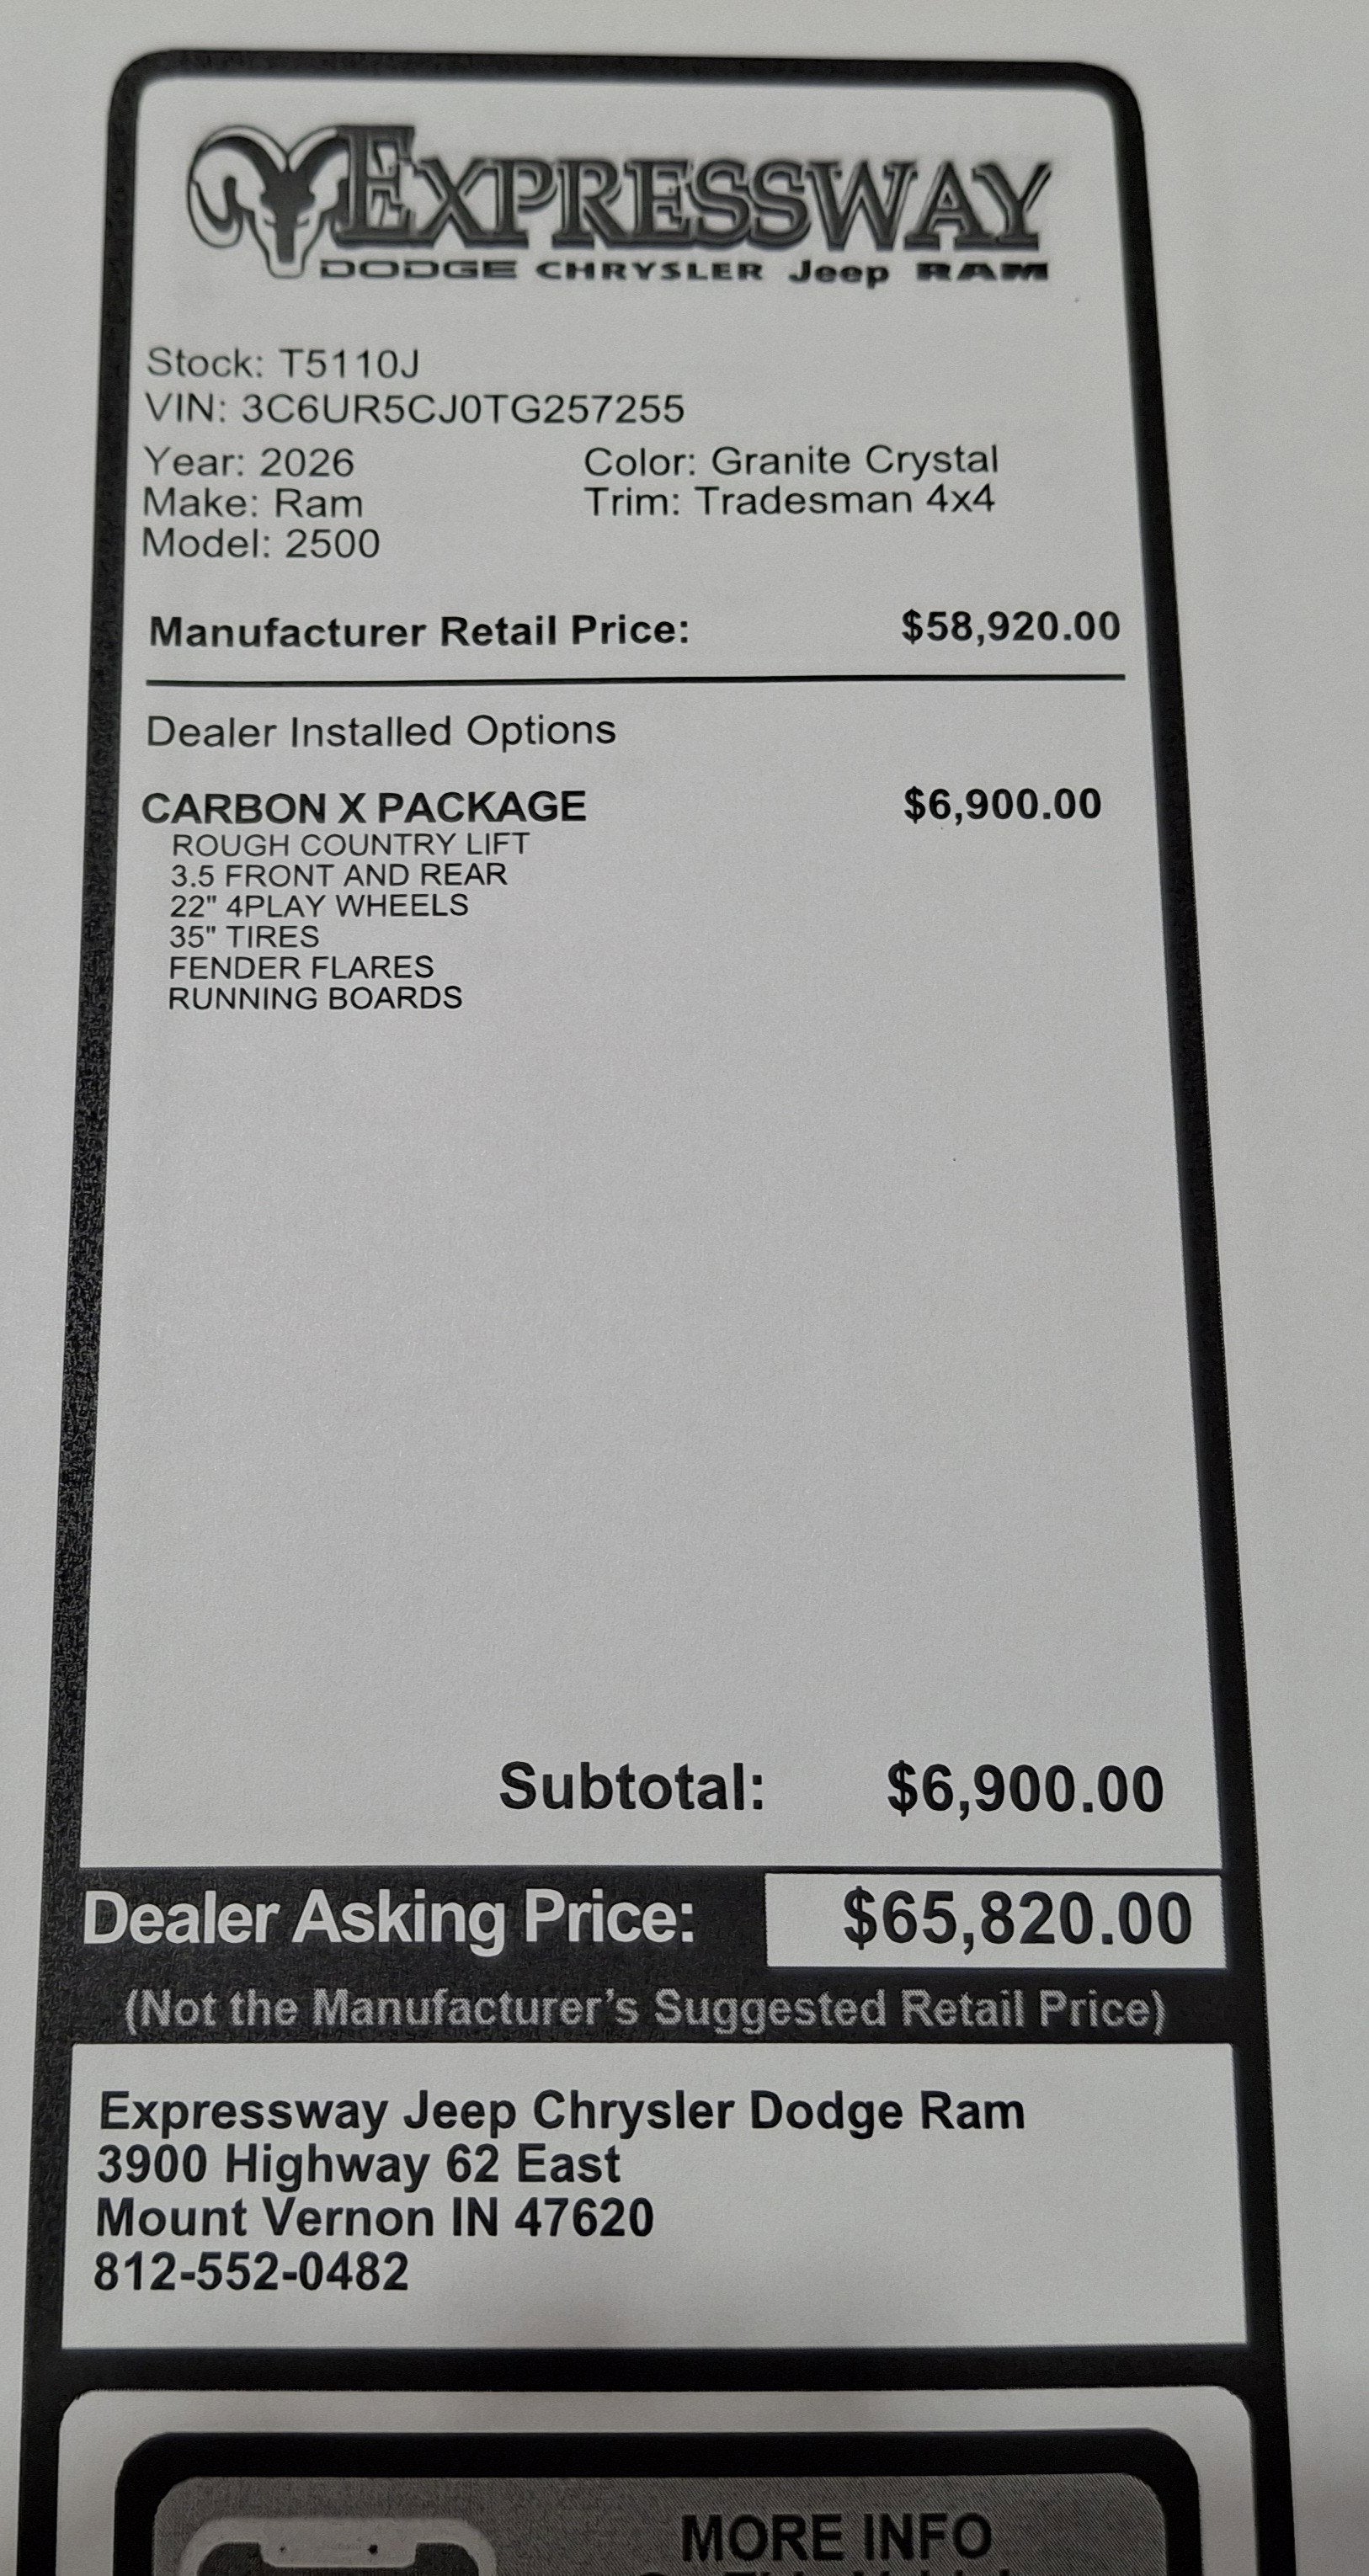 EXPRESSWAY
DODGE CHRYSLER Jeep RAM
Stock: T5110J
VIN: 3C6UR5CJ0TG257255
Year: 2026 Color: Granite Crystal
Make: Ram Trim: Tradesman 4x4
Model: 2500
Manufacturer Retail Price: $58,920.00
Dealer Installed Options
CARBON X PACKAGE $6,900.00
ROUGH COUNTRY LIFT
3.5 FRONT AND REAR
22" 4PLAY WHEELS
35" TIRES
FENDER FLARES
RUNNING BOARDS
Subtotal: $6,900.00
Dealer Asking Price: $65,820.00
(Not the Manufacturer's Suggested Retail Price)
Expressway Jeep Chrysler Dodge Ram
3900 Highway 62 East
Mount Vernon IN 47620
812-552-0482
MORE INFO